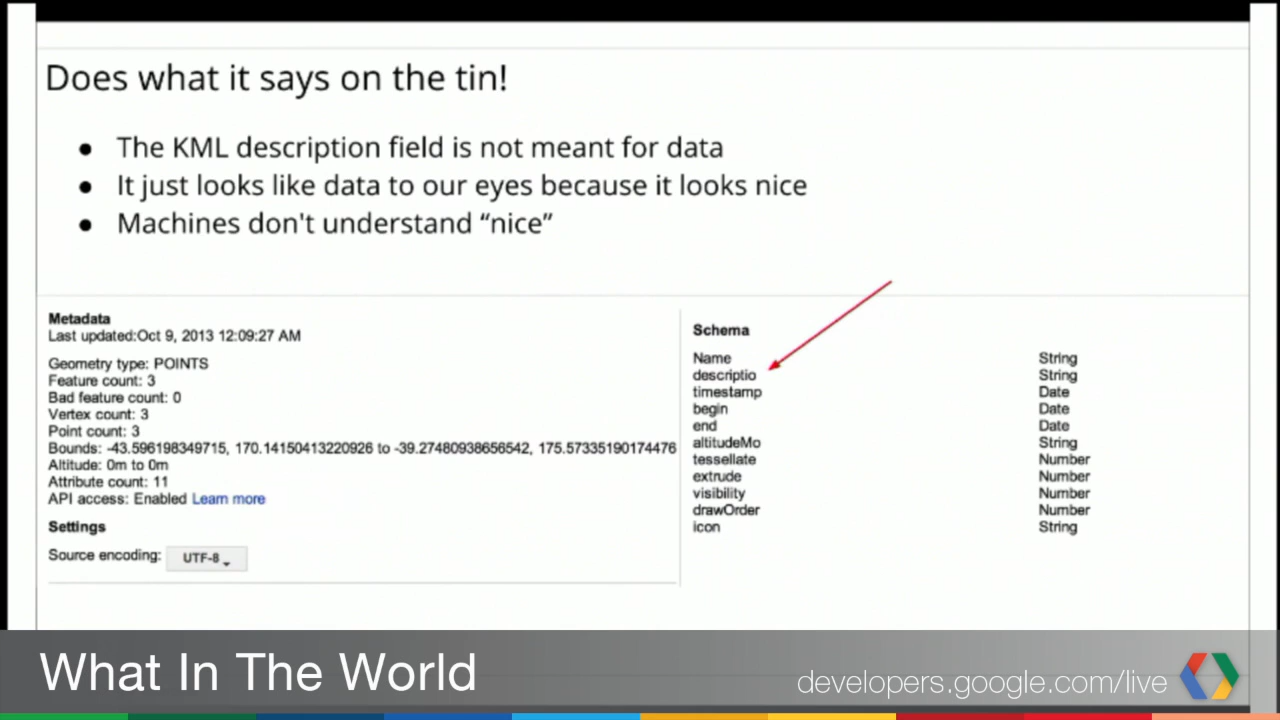 Does what it says on the tin!
● The KML description field is not meant for data
● It just looks like data to our eyes because it looks nice
● Machines don't understand “nice”
Metadata
Last updated:Oct 9, 2013 12:09:27 AM
Geometry type: POINTS
Feature count: 3
Bad feature count: 0
Vertex count: 3
Point count: 3
Bounds: -43.596198349715, 170.14150413220926 to -39.27480938656542, 175.57335190174476
Altitude: 0m to 0m
Attribute count: 11
API access: Enabled Learn more
Settings
Source encoding: UTF-8
Schema
Name String
descriptio String
timestamp Date
begin Date
end Date
altitudeMo String
tessellate Number
extrude Number
visibility Number
drawOrder Number
icon String
What In The World
developers.google.com/live